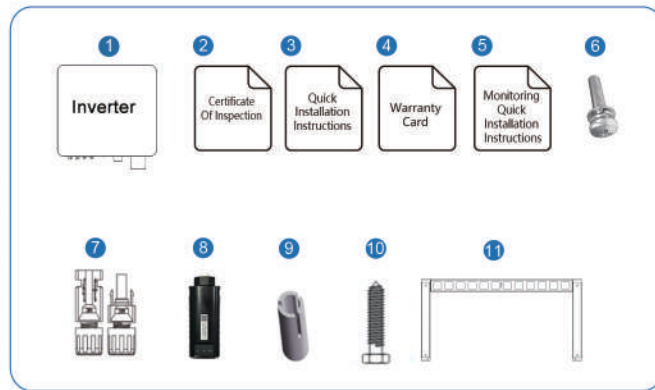 1
2
3
4
5
6
Inverter
Certificate
Of Inspection
Quick
Installation
Instructions
Warranty
Card
Monitoring
Quick
Installation
Instructions
7
8
9
10
11